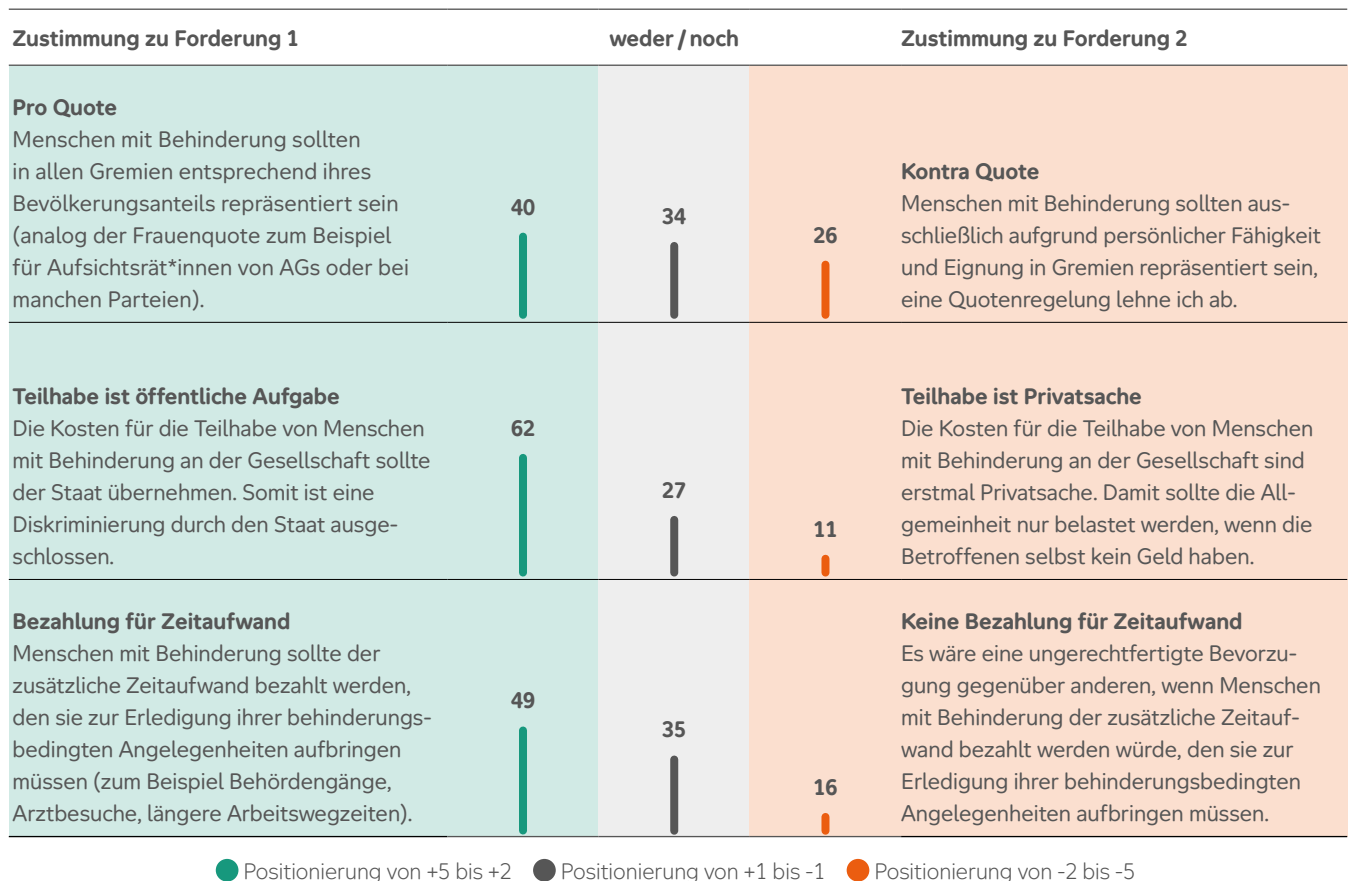 Zustimmung zu Forderung 1
weder / noch
Zustimmung zu Forderung 2
Pro Quote
Menschen mit Behinderung sollten
in allen Gremien entsprechend ihres
Bevölkerungsanteils repräsentiert sein
(analog der Frauenquote zum Beispiel
für Aufsichtsrät*innen von AGs oder bei
manchen Parteien).
40
34
26
Kontra Quote
Menschen mit Behinderung sollten aus-
schließlich aufgrund persönlicher Fähigkeit
und Eignung in Gremien repräsentiert sein,
eine Quotenregelung lehne ich ab.
Teilhabe ist öffentliche Aufgabe
Die Kosten für die Teilhabe von Menschen
mit Behinderung an der Gesellschaft sollte
der Staat übernehmen. Somit ist eine
Diskriminierung durch den Staat ausge-
schlossen.
62
27
11
Teilhabe ist Privatsache
Die Kosten für die Teilhabe von Menschen
mit Behinderung an der Gesellschaft sind
erstmal Privatsache. Damit sollte die All-
gemeinheit nur belastet werden, wenn die
Betroffenen selbst kein Geld haben.
Bezahlung für Zeitaufwand
Menschen mit Behinderung sollte der
zusätzliche Zeitaufwand bezahlt werden,
den sie zur Erledigung ihrer behinderungs-
bedingten Angelegenheiten aufbringen
müssen (zum Beispiel Behördengänge,
Arztbesuche, längere Arbeitswegzeiten).
49
35
16
Keine Bezahlung für Zeitaufwand
Es wäre eine ungerechtfertigte Bevorzu-
gung gegenüber anderen, wenn Menschen
mit Behinderung der zusätzliche Zeitauf-
wand bezahlt werden würde, den sie zur
Erledigung ihrer behinderungsbedingten
Angelegenheiten aufbringen müssen.
Positionierung von +5 bis +2
Positionierung von +1 bis -1
Positionierung von -2 bis -5